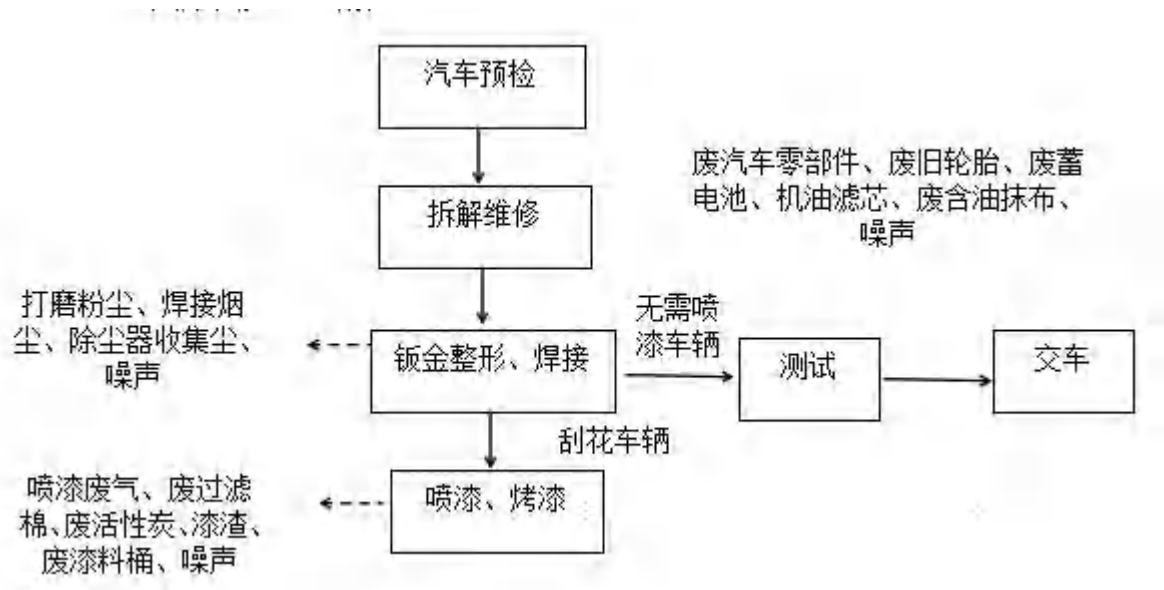 汽车预检
废汽车零部件、废旧轮胎、废蓄
电池、机油滤芯、废含油抹布、
噪声
拆解维修
打磨粉尘、焊接烟
尘、除尘器收集尘、
噪声
钣金整形、焊接
无需喷
漆车辆
测试
交车
刮花车辆
喷漆废气、废过滤
棉、废活性炭、漆渣、
废漆料桶、噪声
喷漆、烤漆